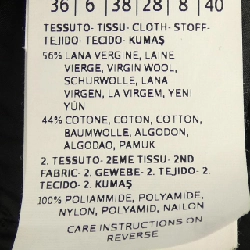 36 6 38 28 8 40
TESSUTO- TISSU- CLOTH- STOFF-
TEJIDO- TECIDO- KUMAŞ
56% LANA VERGINE, LAINE
VIERGE, VIRGIN WOOL,
SCHURWOLLE, LANA
VIRGEN, LA VIRGEM, YENI
YÜN
44% COTONE, COTON, COTTON,
BAUMWOLLE, ALGODON,
ALGODAO, PAMUK
2. TESSUTO- 2EME TISSU- 2ND
FABRIC- 2. GEWEBE- 2. TEJIDO- 2.
TECIDO- 2. KUMAŞ
100% POLIAMMIDE, POLYAMIDE,
NYLON, POLYAMID, NAILON
CARE INSTRUCTIONS ON
REVERSE